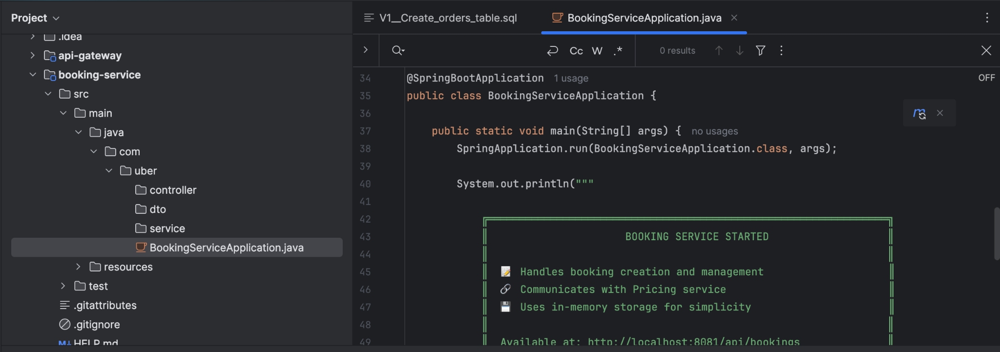 Project
.idea
api-gateway
booking-service
src
main
java
com
uber
controller
dto
service
BookingServiceApplication.java
resources
test
.gitattributes
.gitignore
M↓ HELP.md
V1__Create_orders_table.sql
BookingServiceApplication.java
Cc W .* 0 results
OFF
34 @SpringBootApplication 1 usage
35 public class BookingServiceApplication {
36
37 public static void main(String[] args) { no usages
38 SpringApplication.run(BookingServiceApplication.class, args);
39
40 System.out.println("""
41
42
43 BOOKING SERVICE STARTED
44
45 📝 Handles booking creation and management
46 🔗 Communicates with Pricing service
47 💾 Uses in-memory storage for simplicity
48
49 Available at: http://localhost:8081/api/bookings